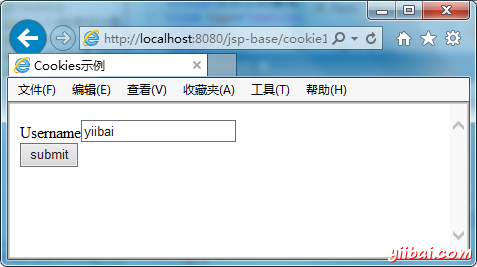 http://localhost:8080/jsp-base/cookie1
Cookies示例
文件(F) 编辑(E) 查看(V) 收藏夹(A) 工具(T) 帮助(H)
Username yiibai
submit
yiibai.com